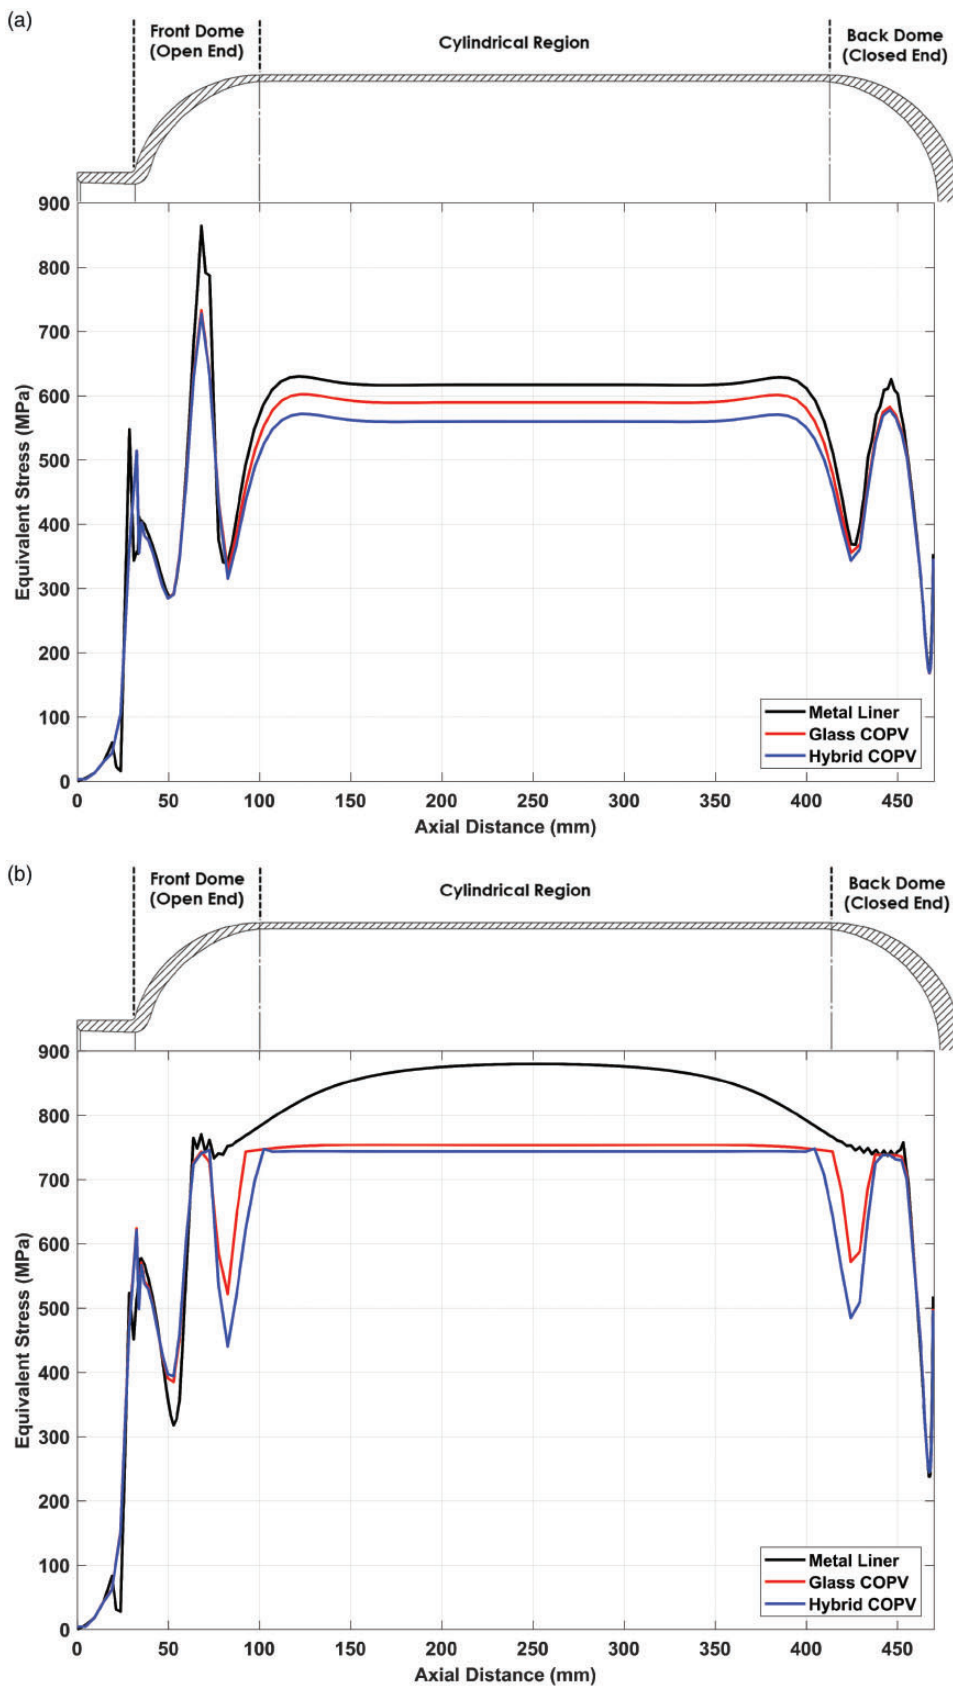 (a)
Front Dome
(Open End)
Cylindrical Region
Back Dome
(Closed End)
900
800
700
600
500
400
300
200
100
0
Equivalent Stress (MPa)
Metal Liner
Glass COPV
Hybrid COPV
0 50 100 150 200 250 300 350 400 450
Axial Distance (mm)
(b)
Front Dome
(Open End)
Cylindrical Region
Back Dome
(Closed End)
900
800
700
600
500
400
300
200
100
0
Equivalent Stress (MPa)
Metal Liner
Glass COPV
Hybrid COPV
0 50 100 150 200 250 300 350 400 450
Axial Distance (mm)